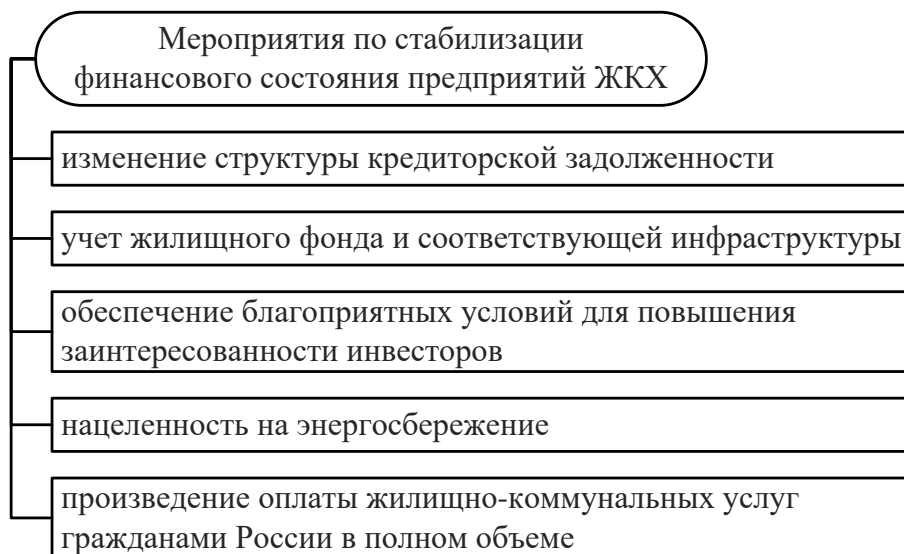 Мероприятия по стабилизации
финансового состояния предприятий ЖКХ
изменение структуры кредиторской задолженности
учет жилищного фонда и соответствующей инфраструктуры
обеспечение благоприятных условий для повышения
заинтересованности инвесторов
нацеленность на энергосбережение
произведение оплаты жилищно-коммунальных услуг
гражданами России в полном объеме